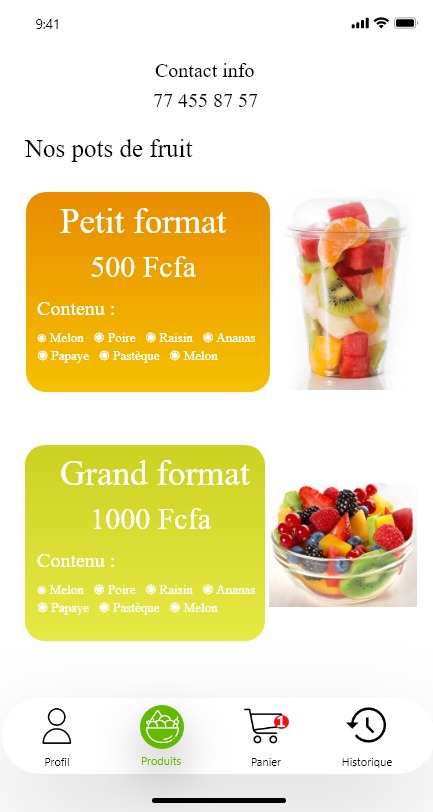 9:41
Contact info
77 455 87 57
Nos pots de fruit
Petit format
500 Fcfa
Contenu :
◉ Melon ◉ Poire ◉ Raisin ◉ Ananas
◉ Papaye ◉ Pastèque ◉ Melon
Grand format
1000 Fcfa
Contenu :
◉ Melon ◉ Poire ◉ Raisin ◉ Ananas
◉ Papaye ◉ Pastèque ◉ Melon
1
Profil Produits Panier Historique